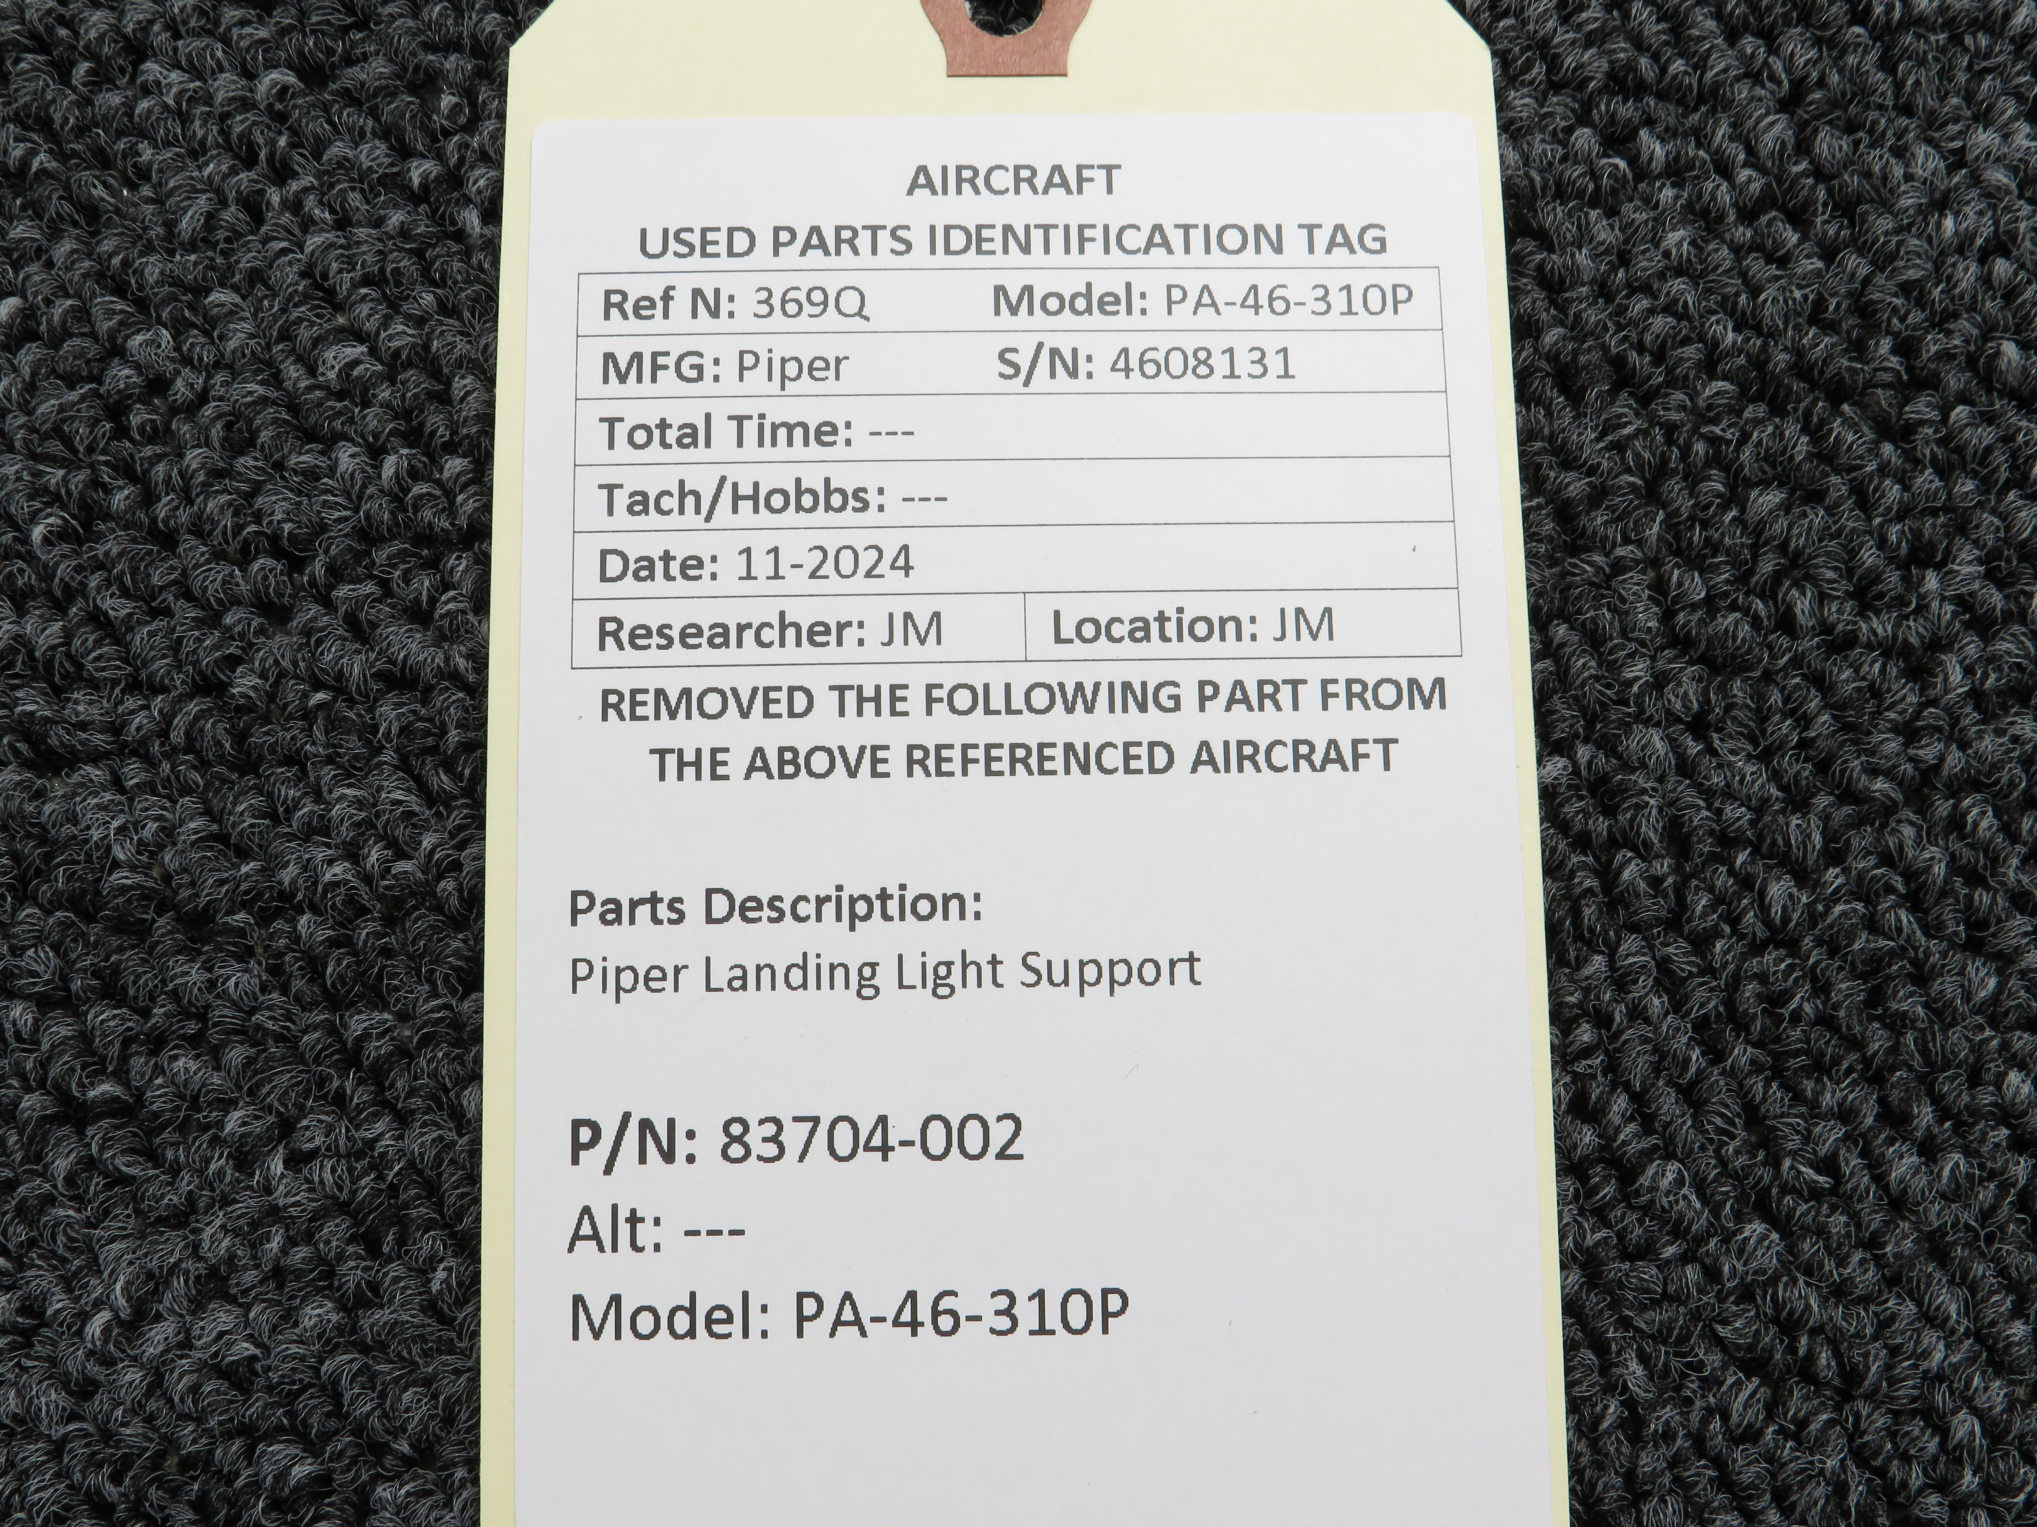 AIRCRAFT
USED PARTS IDENTIFICATION TAG
Ref N: 369Q Model: PA-46-310P
MFG: Piper S/N: 4608131
Total Time: ---
Tach/Hobbs: ---
Date: 11-2024
Researcher: JM Location: JM
REMOVED THE FOLLOWING PART FROM
THE ABOVE REFERENCED AIRCRAFT
Parts Description:
Piper Landing Light Support
P/N: 83704-002
Alt: ---
Model: PA-46-310P